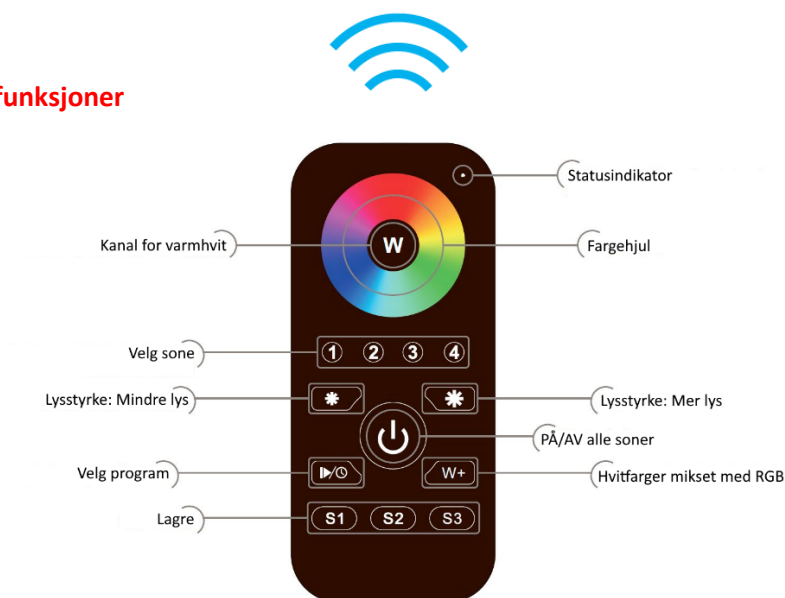 funksjoner
Statusindikator
W
Kanal for varmhvit
Fargehjul
Velg sone
1 2 3 4
Lysstyrke: Mindre lys
Lysstyrke: Mer lys
PÅ/AV alle soner
Velg program
W+
Hvitfarger mikset med RGB
Lagre
S1 S2 S3